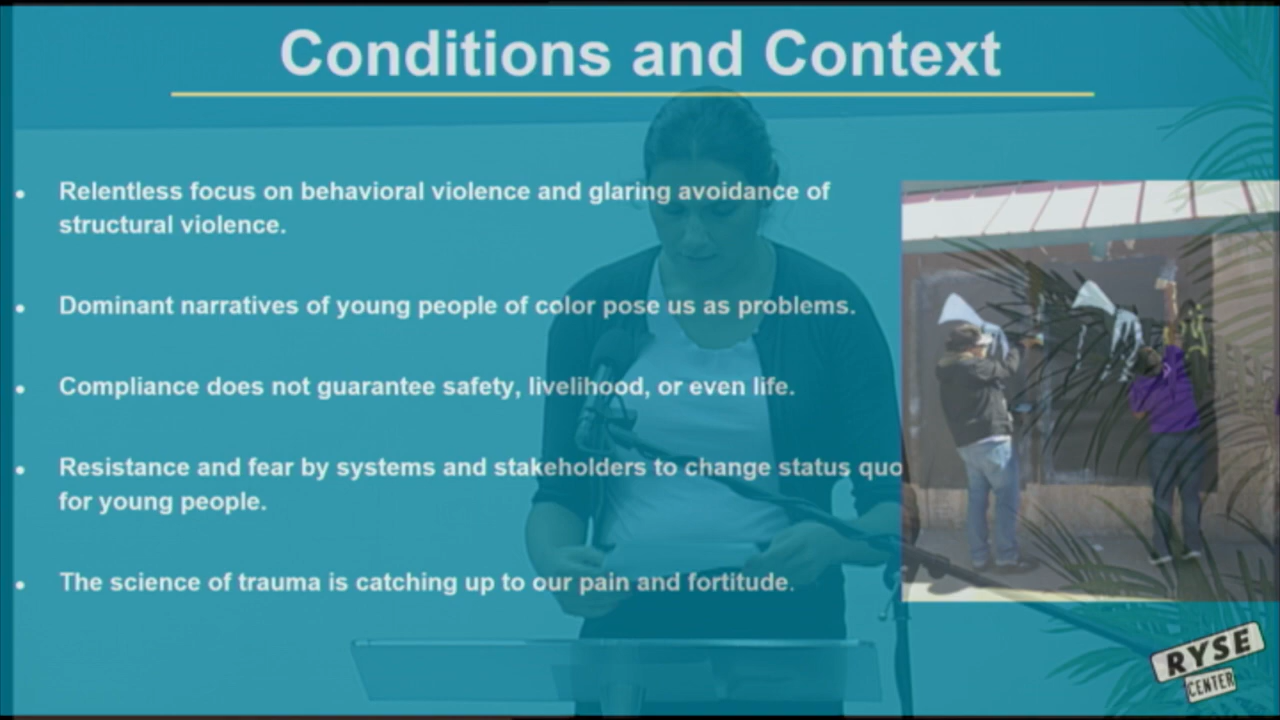 Conditions and Context
• Relentless focus on behavioral violence and glaring avoidance of
structural violence.
• Dominant narratives of young people of color pose us as problems.
• Compliance does not guarantee safety, livelihood, or even life.
• Resistance and fear by systems and stakeholders to change status quo
for young people.
• The science of trauma is catching up to our pain and fortitude.
RYSE
CENTER